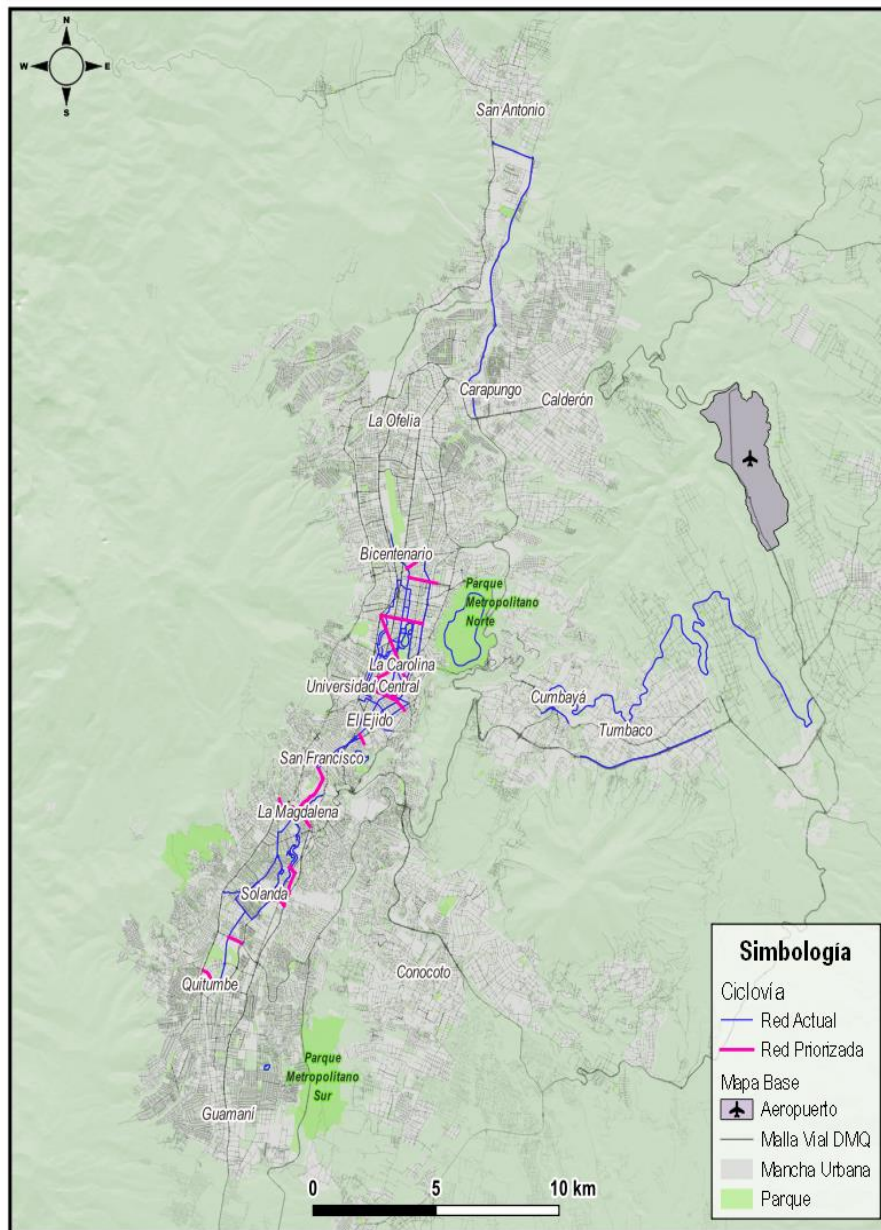 N
W E
S
San Antonio
Carapungo
Calderón
La Ofelia
Bicentenario
Parque
Metropolitano
Norte
La Carolina
Universidad Central
Cumbayá
El Ejido
Tumbaco
San Francisco
La Magdalena
Solanda
Conocoto
Quitumbe
Parque
Metropolitano
Sur
Guamaní
0 5 10 km
Simbología
Ciclovía
Red Actual
Red Priorizada
Mapa Base
Aeropuerto
Malla Vial DMQ
Mancha Urbana
Parque